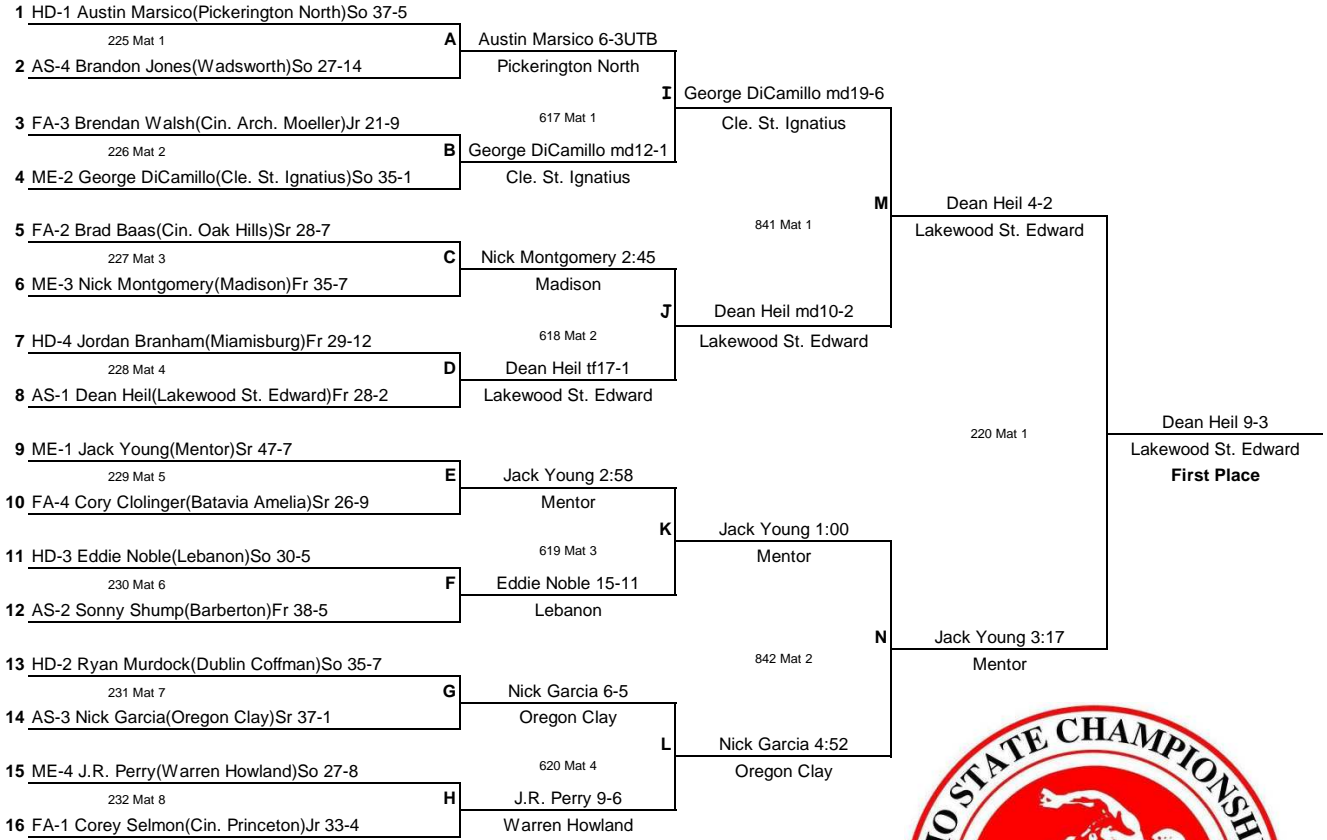 1 HD-1 Austin Marsico(Pickerington North)So 37-5
225 Mat 1
A
2 AS-4 Brandon Jones(Wadsworth)So 27-14
Austin Marsico 6-3UTB
Pickerington North
3 FA-3 Brendan Walsh(Cin. Arch. Moeller)Jr 21-9
226 Mat 2
B
4 ME-2 George DiCamillo(Cle. St. Ignatius)So 35-1
George DiCamillo md12-1
Cle. St. Ignatius
617 Mat 1
I
George DiCamillo md19-6
Cle. St. Ignatius
5 FA-2 Brad Baas(Cin. Oak Hills)Sr 28-7
227 Mat 3
C
6 ME-3 Nick Montgomery(Madison)Fr 35-7
Nick Montgomery 2:45
Madison
7 HD-4 Jordan Branham(Miamisburg)Fr 29-12
228 Mat 4
D
8 AS-1 Dean Heil(Lakewood St. Edward)Fr 28-2
Dean Heil tf17-1
Lakewood St. Edward
618 Mat 2
J
Dean Heil md10-2
Lakewood St. Edward
841 Mat 1
M
Dean Heil 4-2
Lakewood St. Edward
9 ME-1 Jack Young(Mentor)Sr 47-7
229 Mat 5
E
10 FA-4 Cory Clolinger(Batavia Amelia)Sr 26-9
Jack Young 2:58
Mentor
11 HD-3 Eddie Noble(Lebanon)So 30-5
230 Mat 6
F
12 AS-2 Sonny Shump(Barberton)Fr 38-5
Eddie Noble 15-11
Lebanon
619 Mat 3
K
Jack Young 1:00
Mentor
13 HD-2 Ryan Murdock(Dublin Coffman)So 35-7
231 Mat 7
G
14 AS-3 Nick Garcia(Oregon Clay)Sr 37-1
Nick Garcia 6-5
Oregon Clay
15 ME-4 J.R. Perry(Warren Howland)So 27-8
232 Mat 8
H
16 FA-1 Corey Selmon(Cin. Princeton)Jr 33-4
J.R. Perry 9-6
Warren Howland
620 Mat 4
L
Nick Garcia 4:52
Oregon Clay
842 Mat 2
N
Jack Young 3:17
Mentor
220 Mat 1
Dean Heil 9-3
Lakewood St. Edward
First Place
STATE